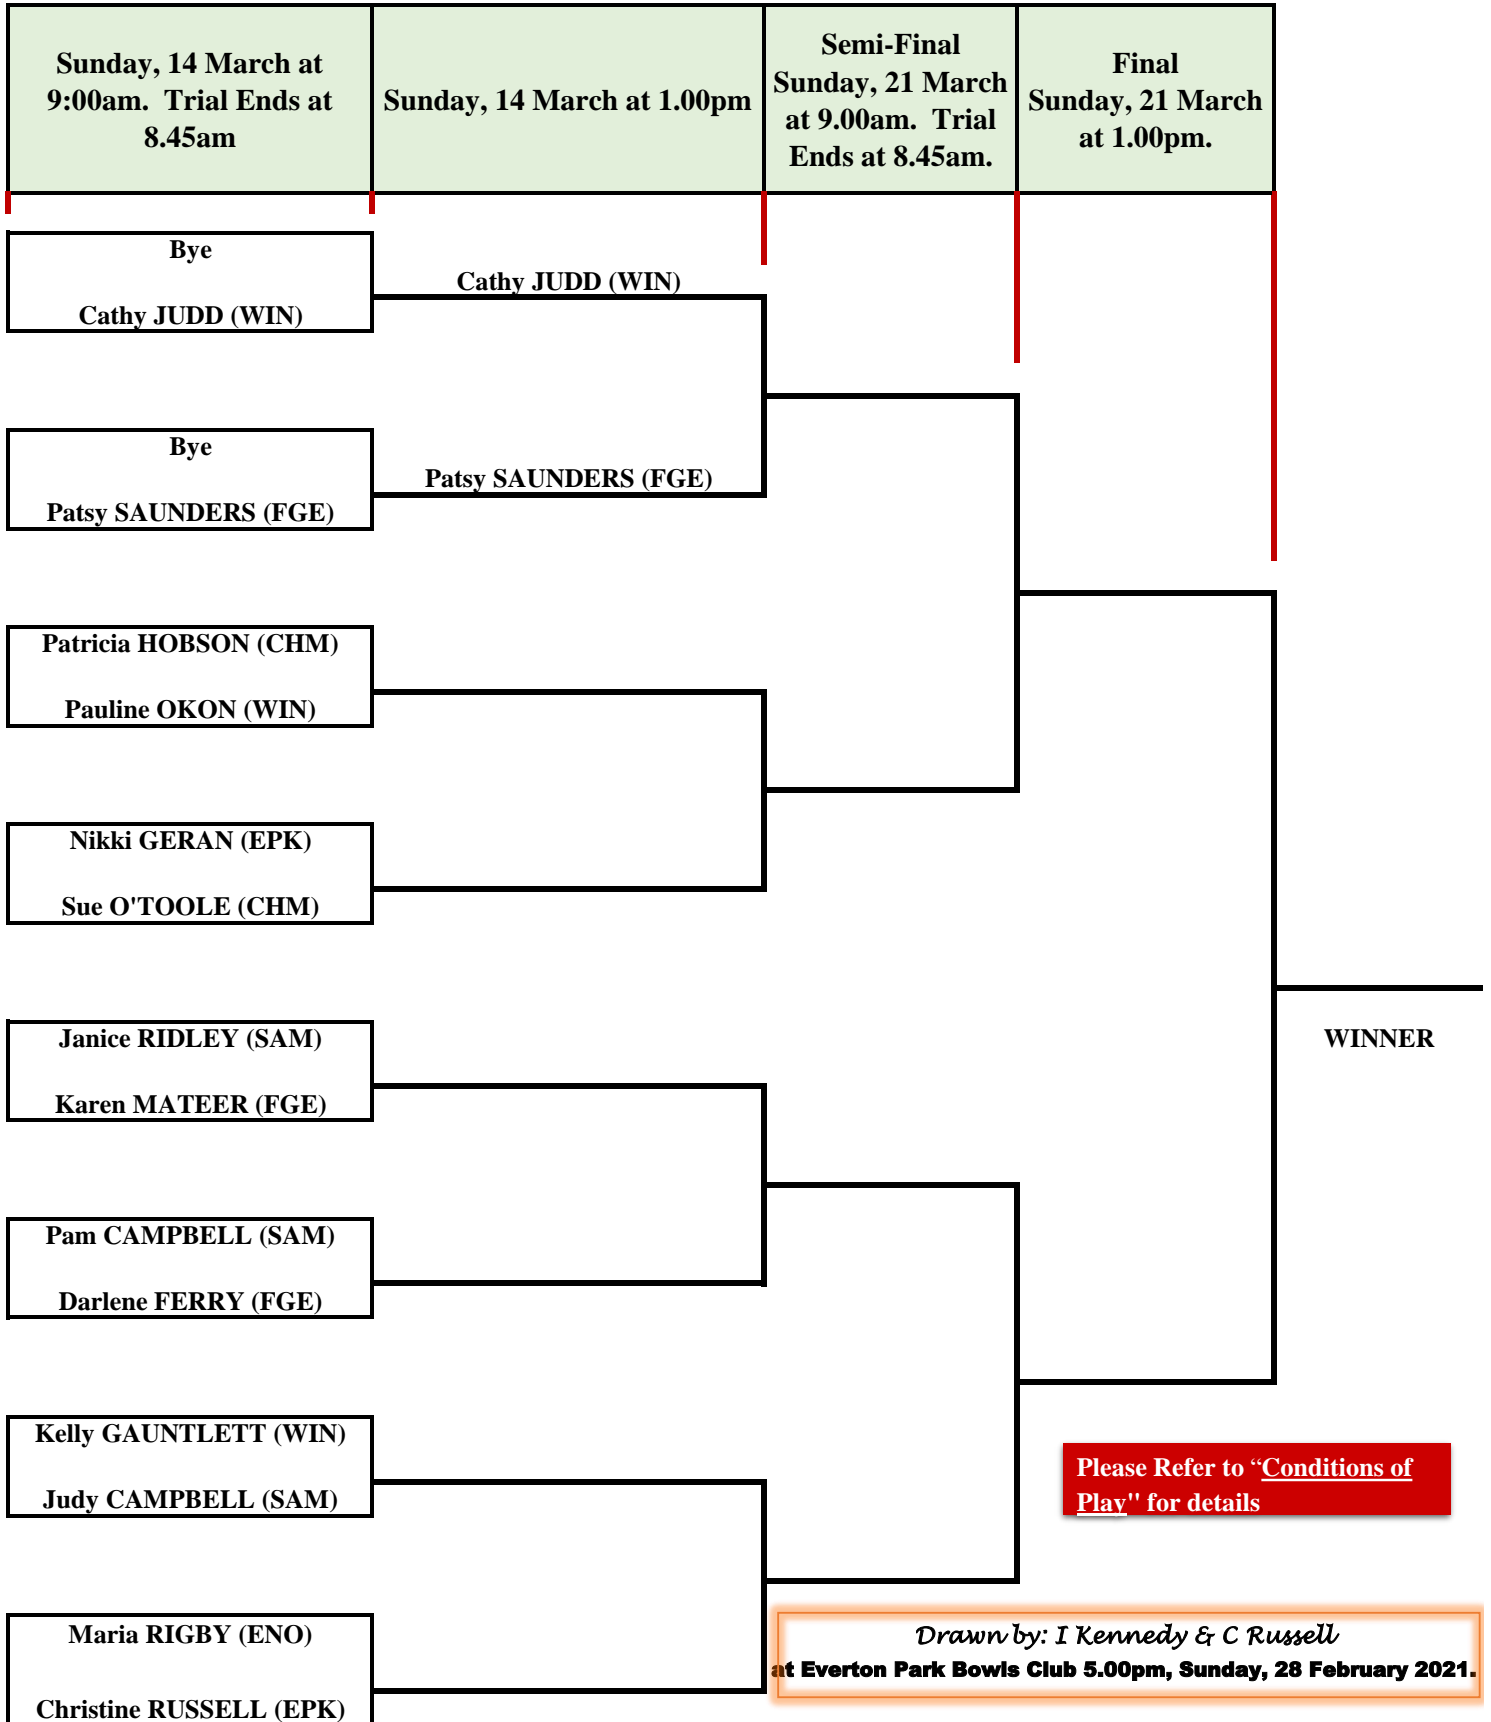 Sunday, 14 March at
9:00am. Trial Ends at
8.45am
Sunday, 14 March at 1.00pm
Semi-Final
Sunday, 21 March
at 9.00am. Trial
Ends at 8.45am.
Final
Sunday, 21 March
at 1.00pm.
Bye
Cathy JUDD (WIN)
Cathy JUDD (WIN)
Bye
Patsy SAUNDERS (FGE)
Patsy SAUNDERS (FGE)
Patricia HOBSON (CHM)
Pauline OKON (WIN)
Nikki GERAN (EPK)
Sue O'TOOLE (CHM)
Janice RIDLEY (SAM)
Karen MATEER (FGE)
WINNER
Pam CAMPBELL (SAM)
Darlene FERRY (FGE)
Kelly GAUNTLETT (WIN)
Judy CAMPBELL (SAM)
Please Refer to “Conditions of
Play" for details
Maria RIGBY (ENO)
Christine RUSSELL (EPK)
Drawn by: I Kennedy & C Russell
at Everton Park Bowls Club 5.00pm, Sunday, 28 February 2021.